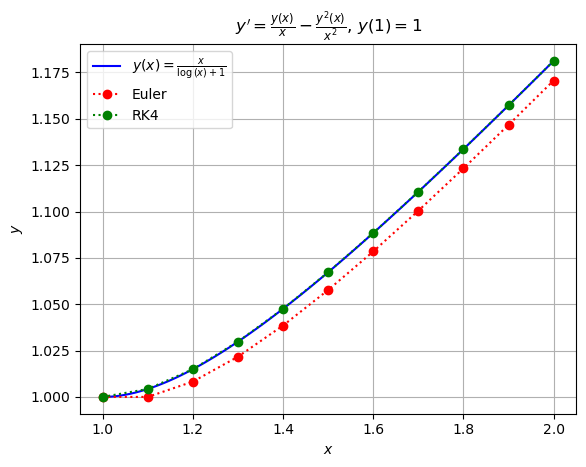 y′ = y(x)/x − y²(x)/x², y(1) = 1
y(x) = x/(log(x)+1)
Euler
RK4
1.175
1.150
1.125
1.100
1.075
1.050
1.025
1.000
y
1.0 1.2 1.4 1.6 1.8 2.0
x